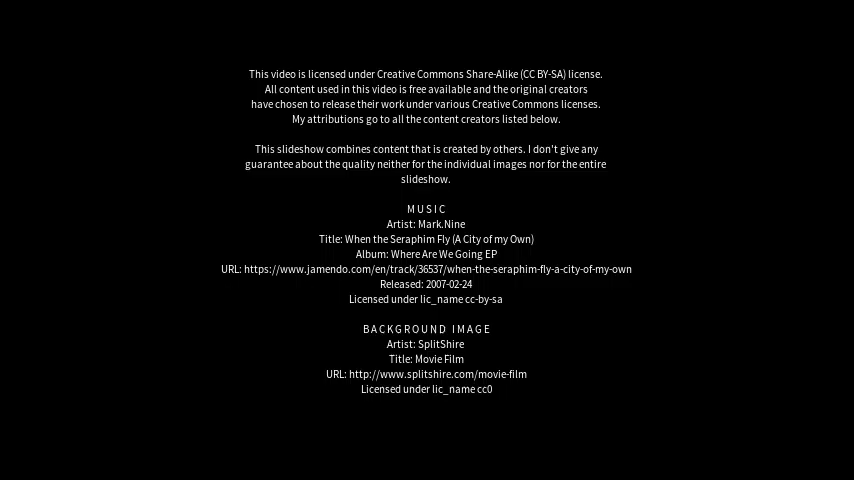 This video is licensed under Creative Commons Share-Alike (CC BY-SA) license.
All content used in this video is free available and the original creators
have chosen to release their work under various Creative Commons licenses.
My attributions go to all the content creators listed below.
This slideshow combines content that is created by others. I don't give any
guarantee about the quality neither for the individual images nor for the entire
slideshow.
M U S I C
Artist: Mark.Nine
Title: When the Seraphim Fly (A City of my Own)
Album: Where Are We Going EP
URL: https://www.jamendo.com/en/track/36537/when-the-seraphim-fly-a-city-of-my-own
Released: 2007-02-24
Licensed under lic_name cc-by-sa
B A C K G R O U N D   I M A G E
Artist: SplitShire
Title: Movie Film
URL: http://www.splitshire.com/movie-film
Licensed under lic_name cc0